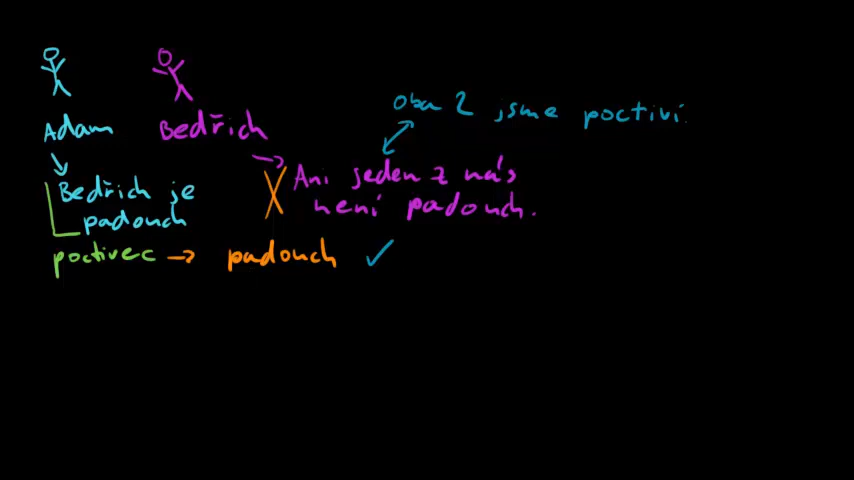 oba 2 jsme poctiví.
Adam Bedřich
Ani jeden z nás
není padouch.
Bedřich je
padouch
poctivec → padouch ✓